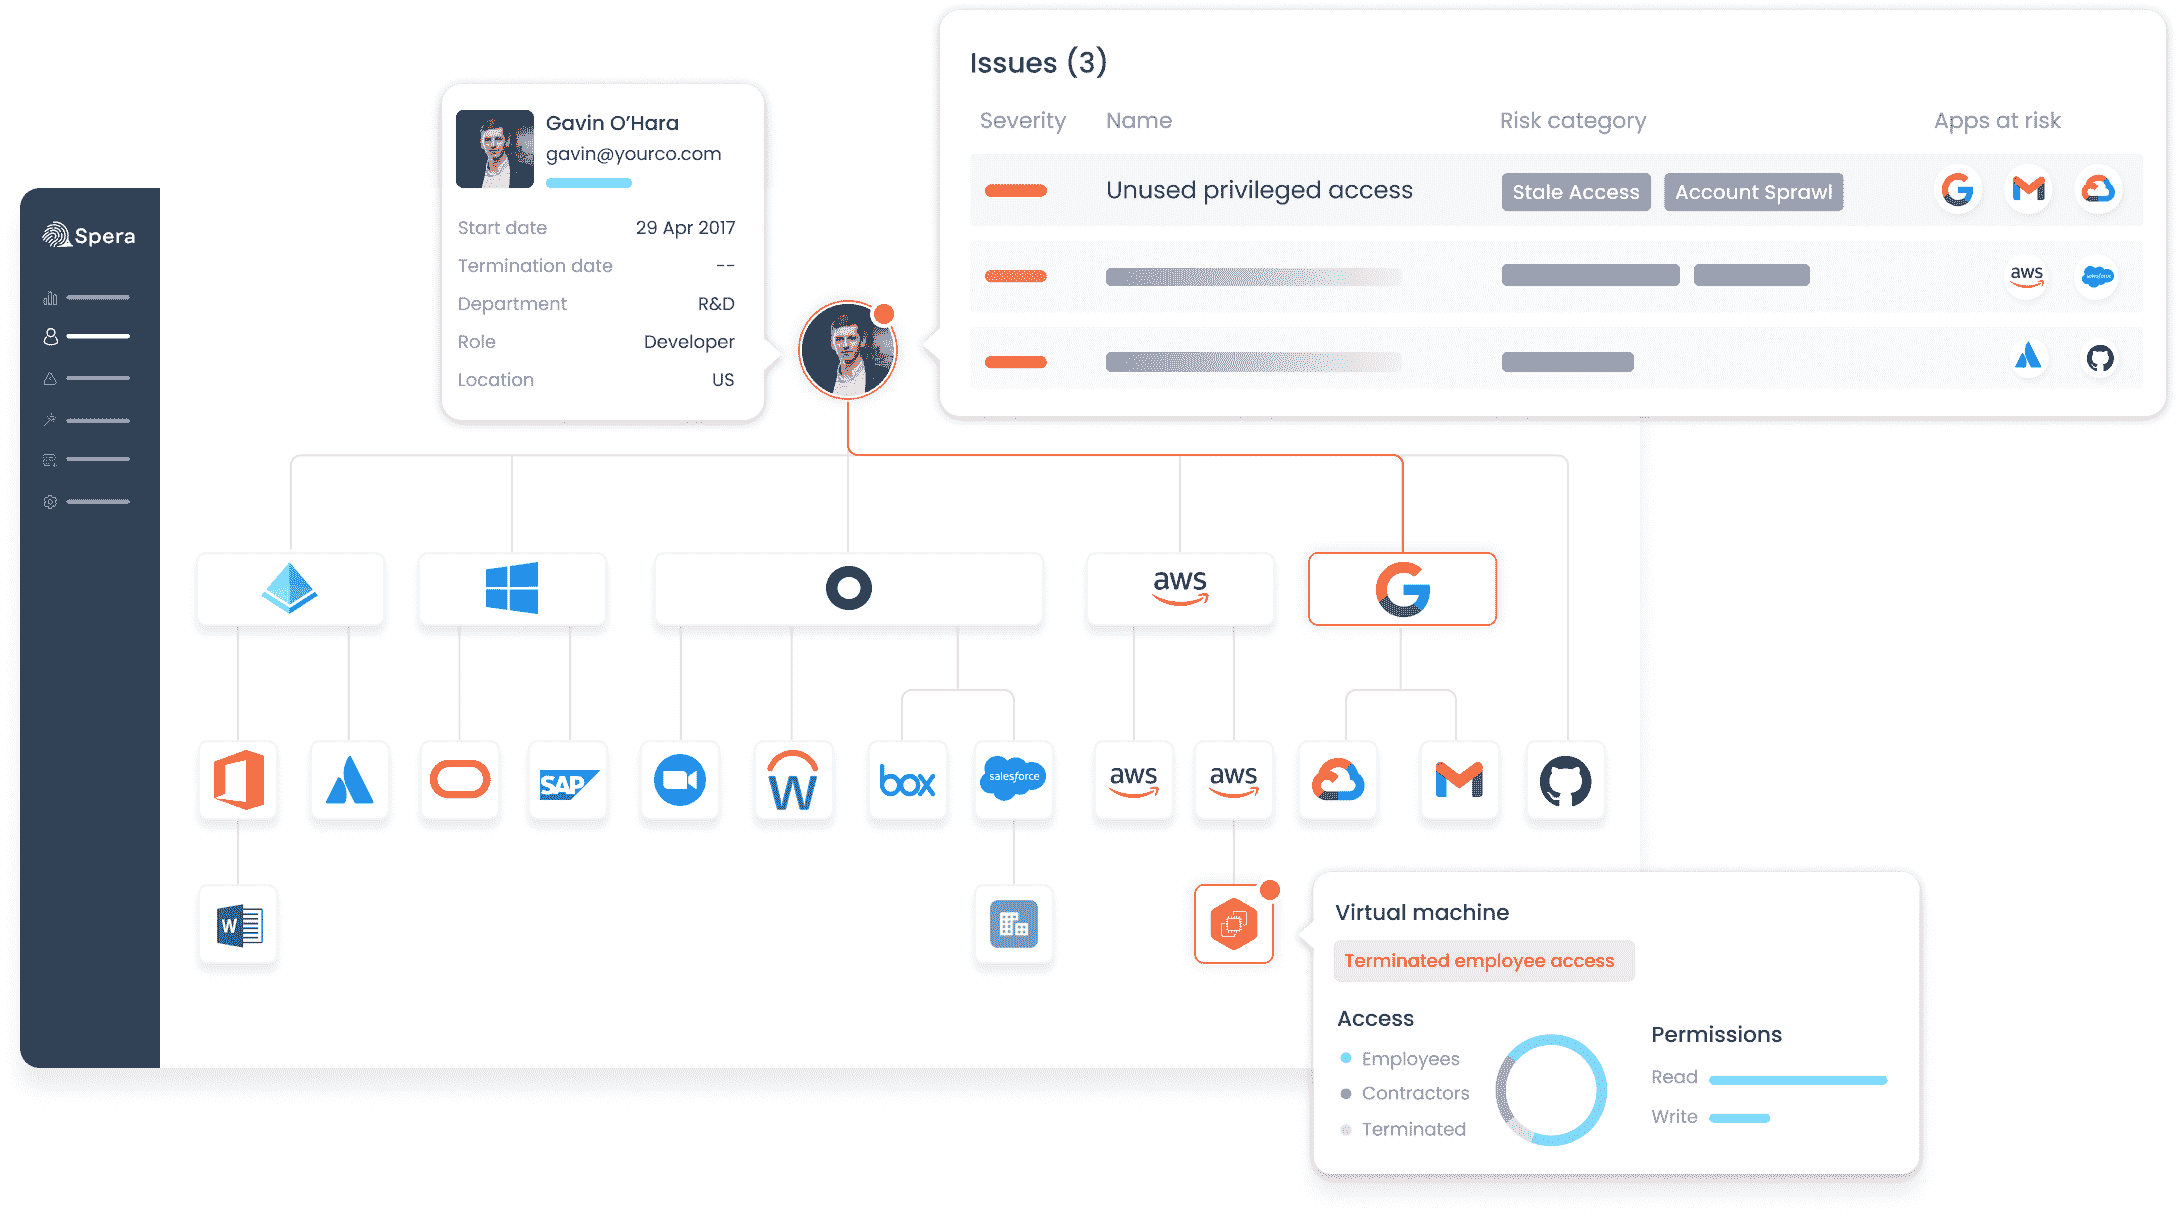 Spera
Gavin O'Hara
gavin@yourco.com
Start date 29 Apr 2017
Termination date --
Department R&D
Role Developer
Location US
Issues (3)
Severity Name Risk category Apps at risk
Unused privileged access Stale Access Account Sprawl
aws salesforce
aws
SAP W box salesforce aws aws
W
Virtual machine
Terminated employee access
Access
Employees
Contractors
Terminated
Permissions
Read
Write